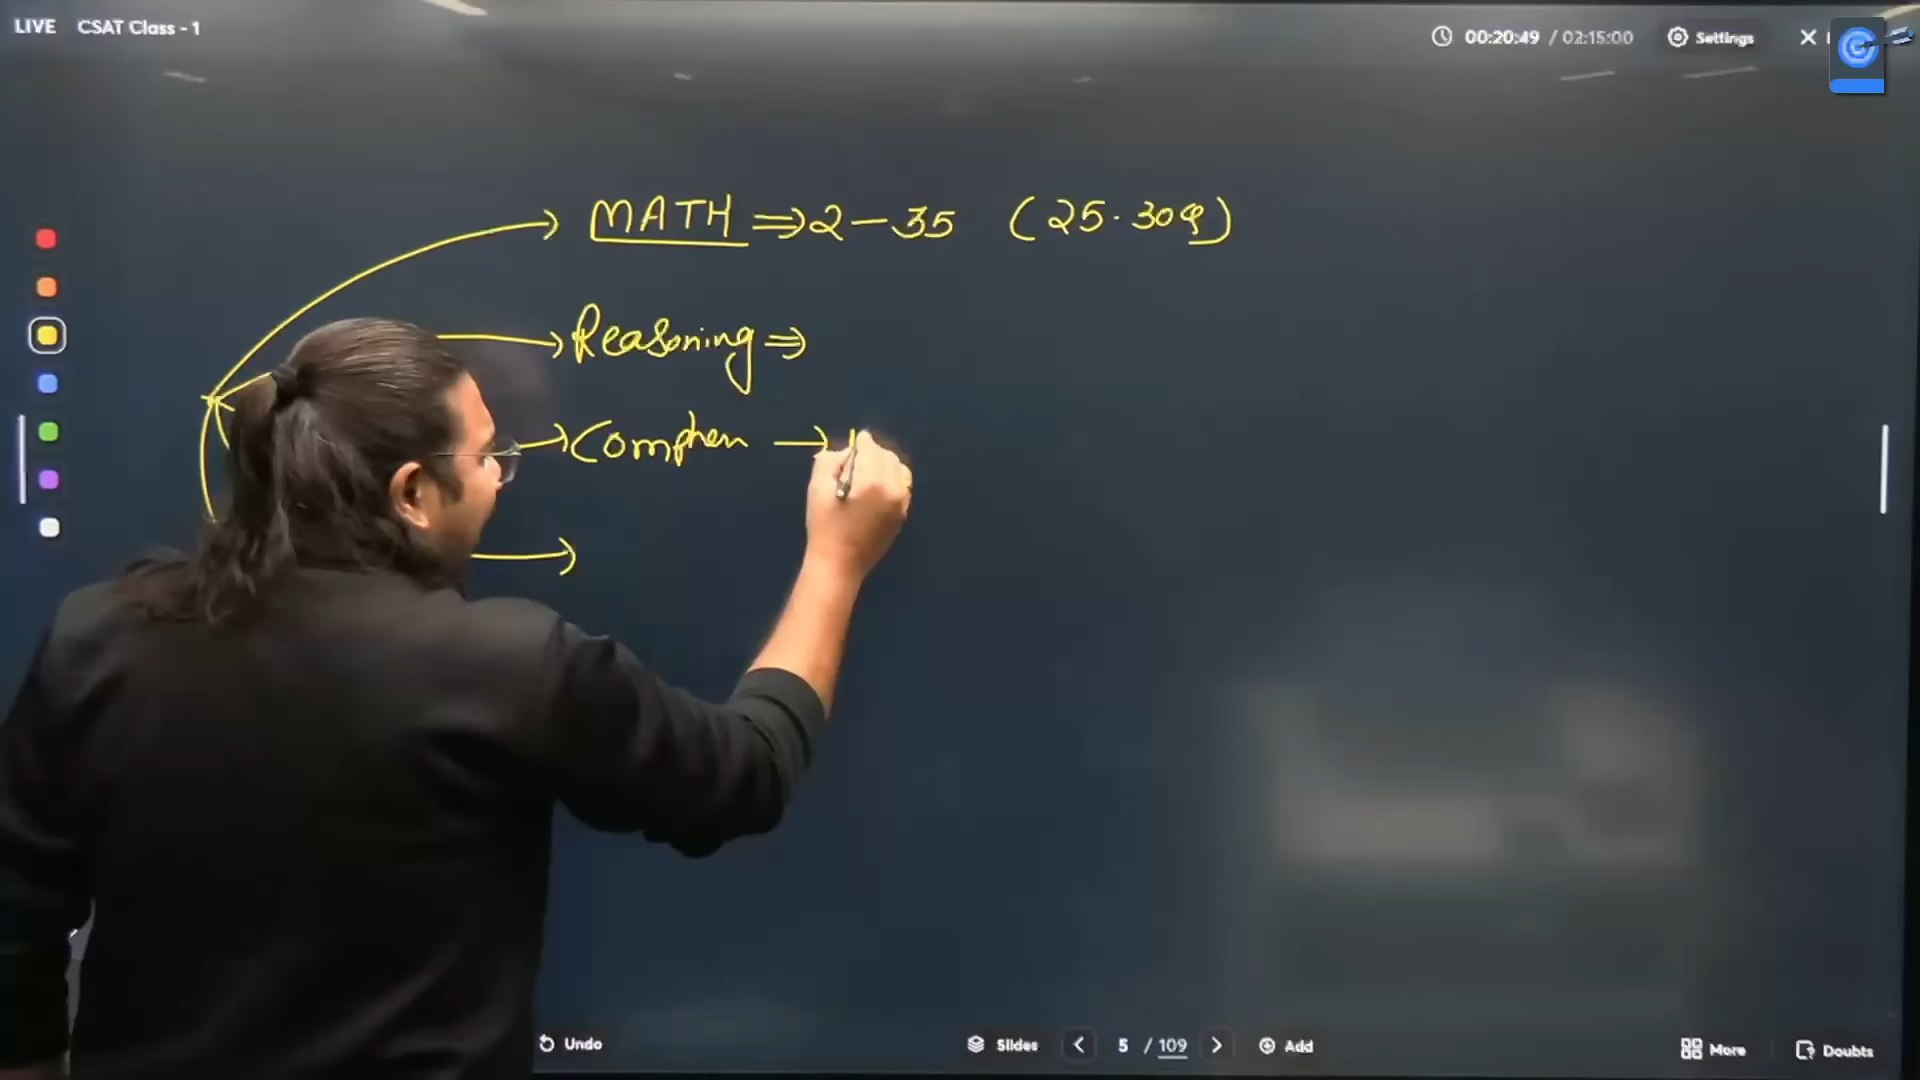 LIVE CSAT Class - 1
00:20:49 / 02:15:00 Settings
MATH ⇒ 2 – 35 (25-30Q)
Reasoning ⇒
Comphen →
Undo Slides 5 / 109 Add More Doubts